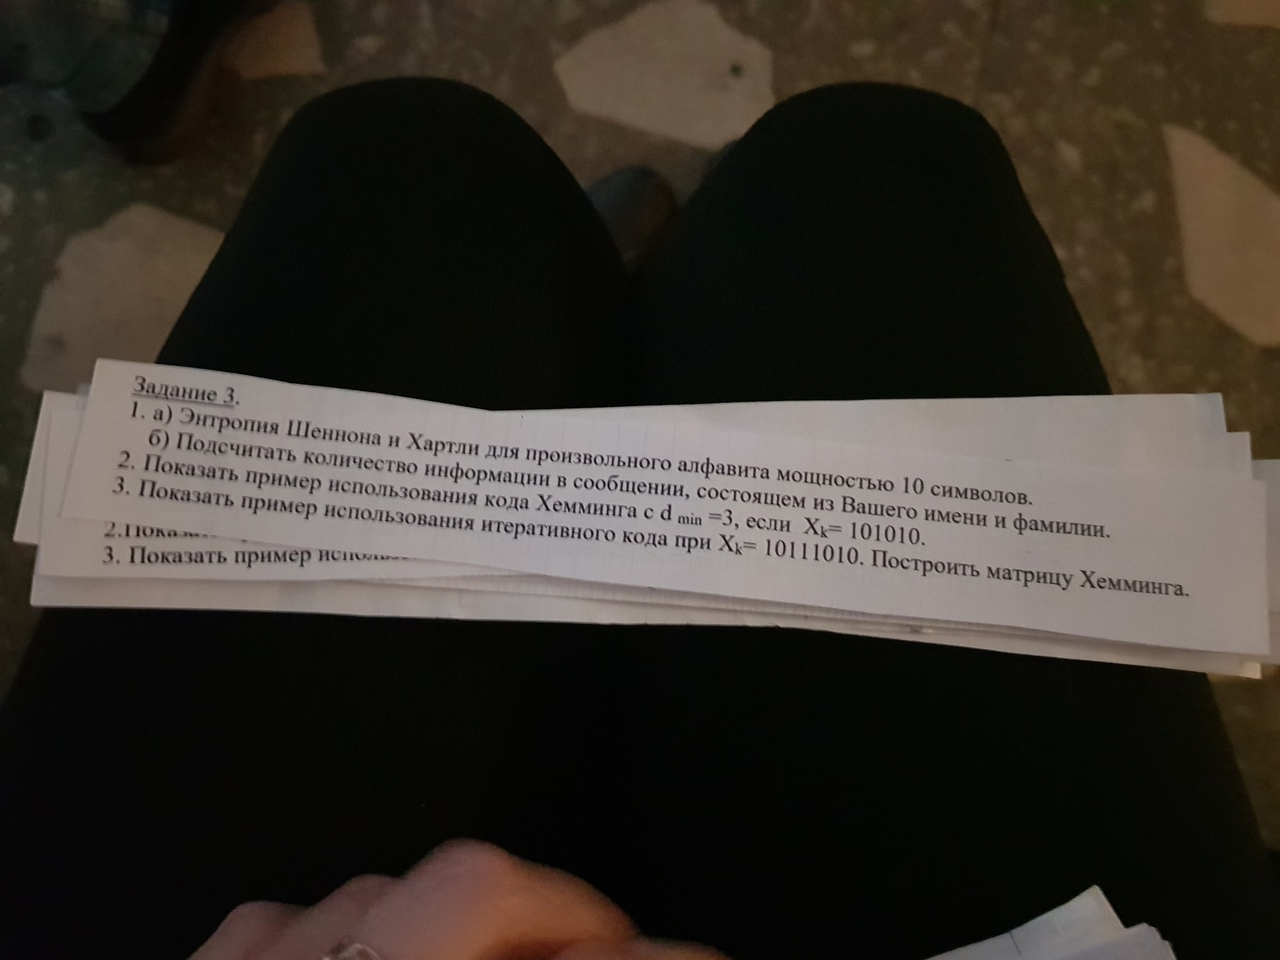 Задание 3.
1. а) Энтропия Шеннона и Хартли для произвольного алфавита мощностью 10 символов.
б) Подсчитать количество информации в сообщении, состоящем из Вашего имени и фамилии.
2. Показать пример использования кода Хемминга с d min =3, если Xk= 101010.
3. Показать пример использования итеративного кода при Xk= 10111010. Построить матрицу Хемминга.
3. Показать пример